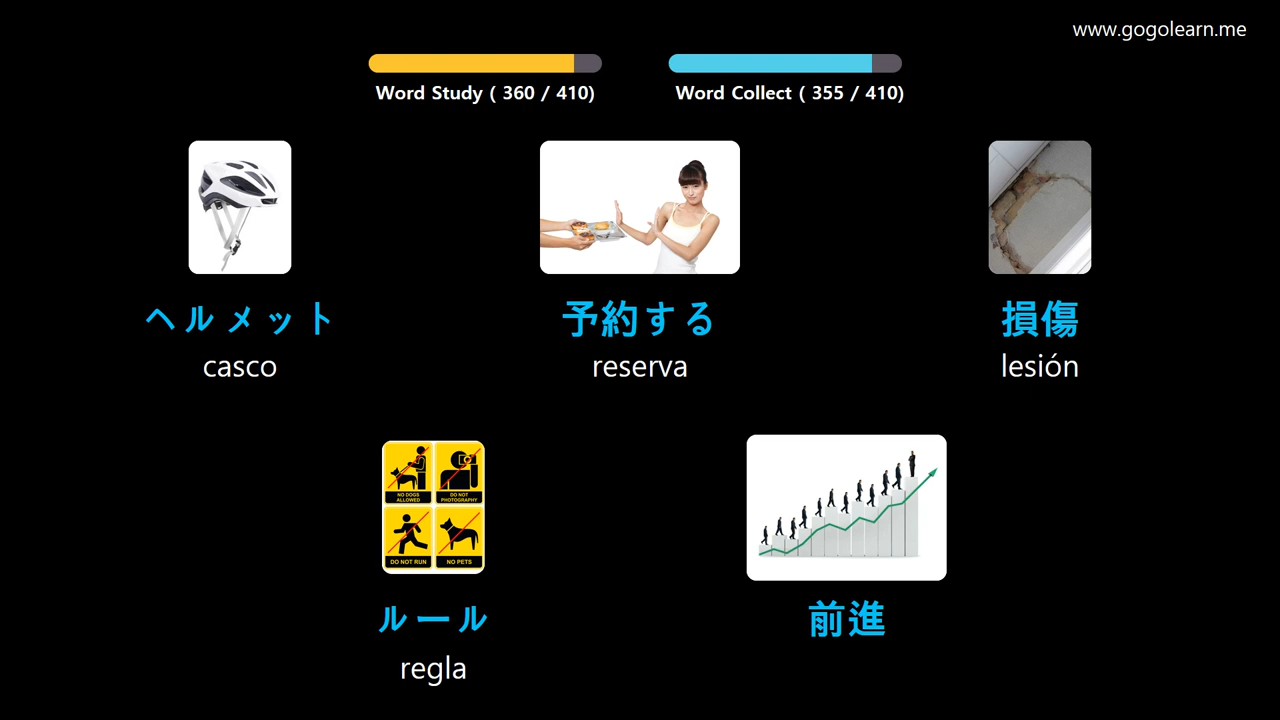 www.gogolearn.me
Word Study ( 360 / 410)
Word Collect ( 355 / 410)
ヘルメット
casco
予約する
reserva
損傷
lesión
NO DOGS
ALLOWED
DO NOT
PHOTOGRAPHY
DO NOT RUN
NO PETS
ルール
regla
前進